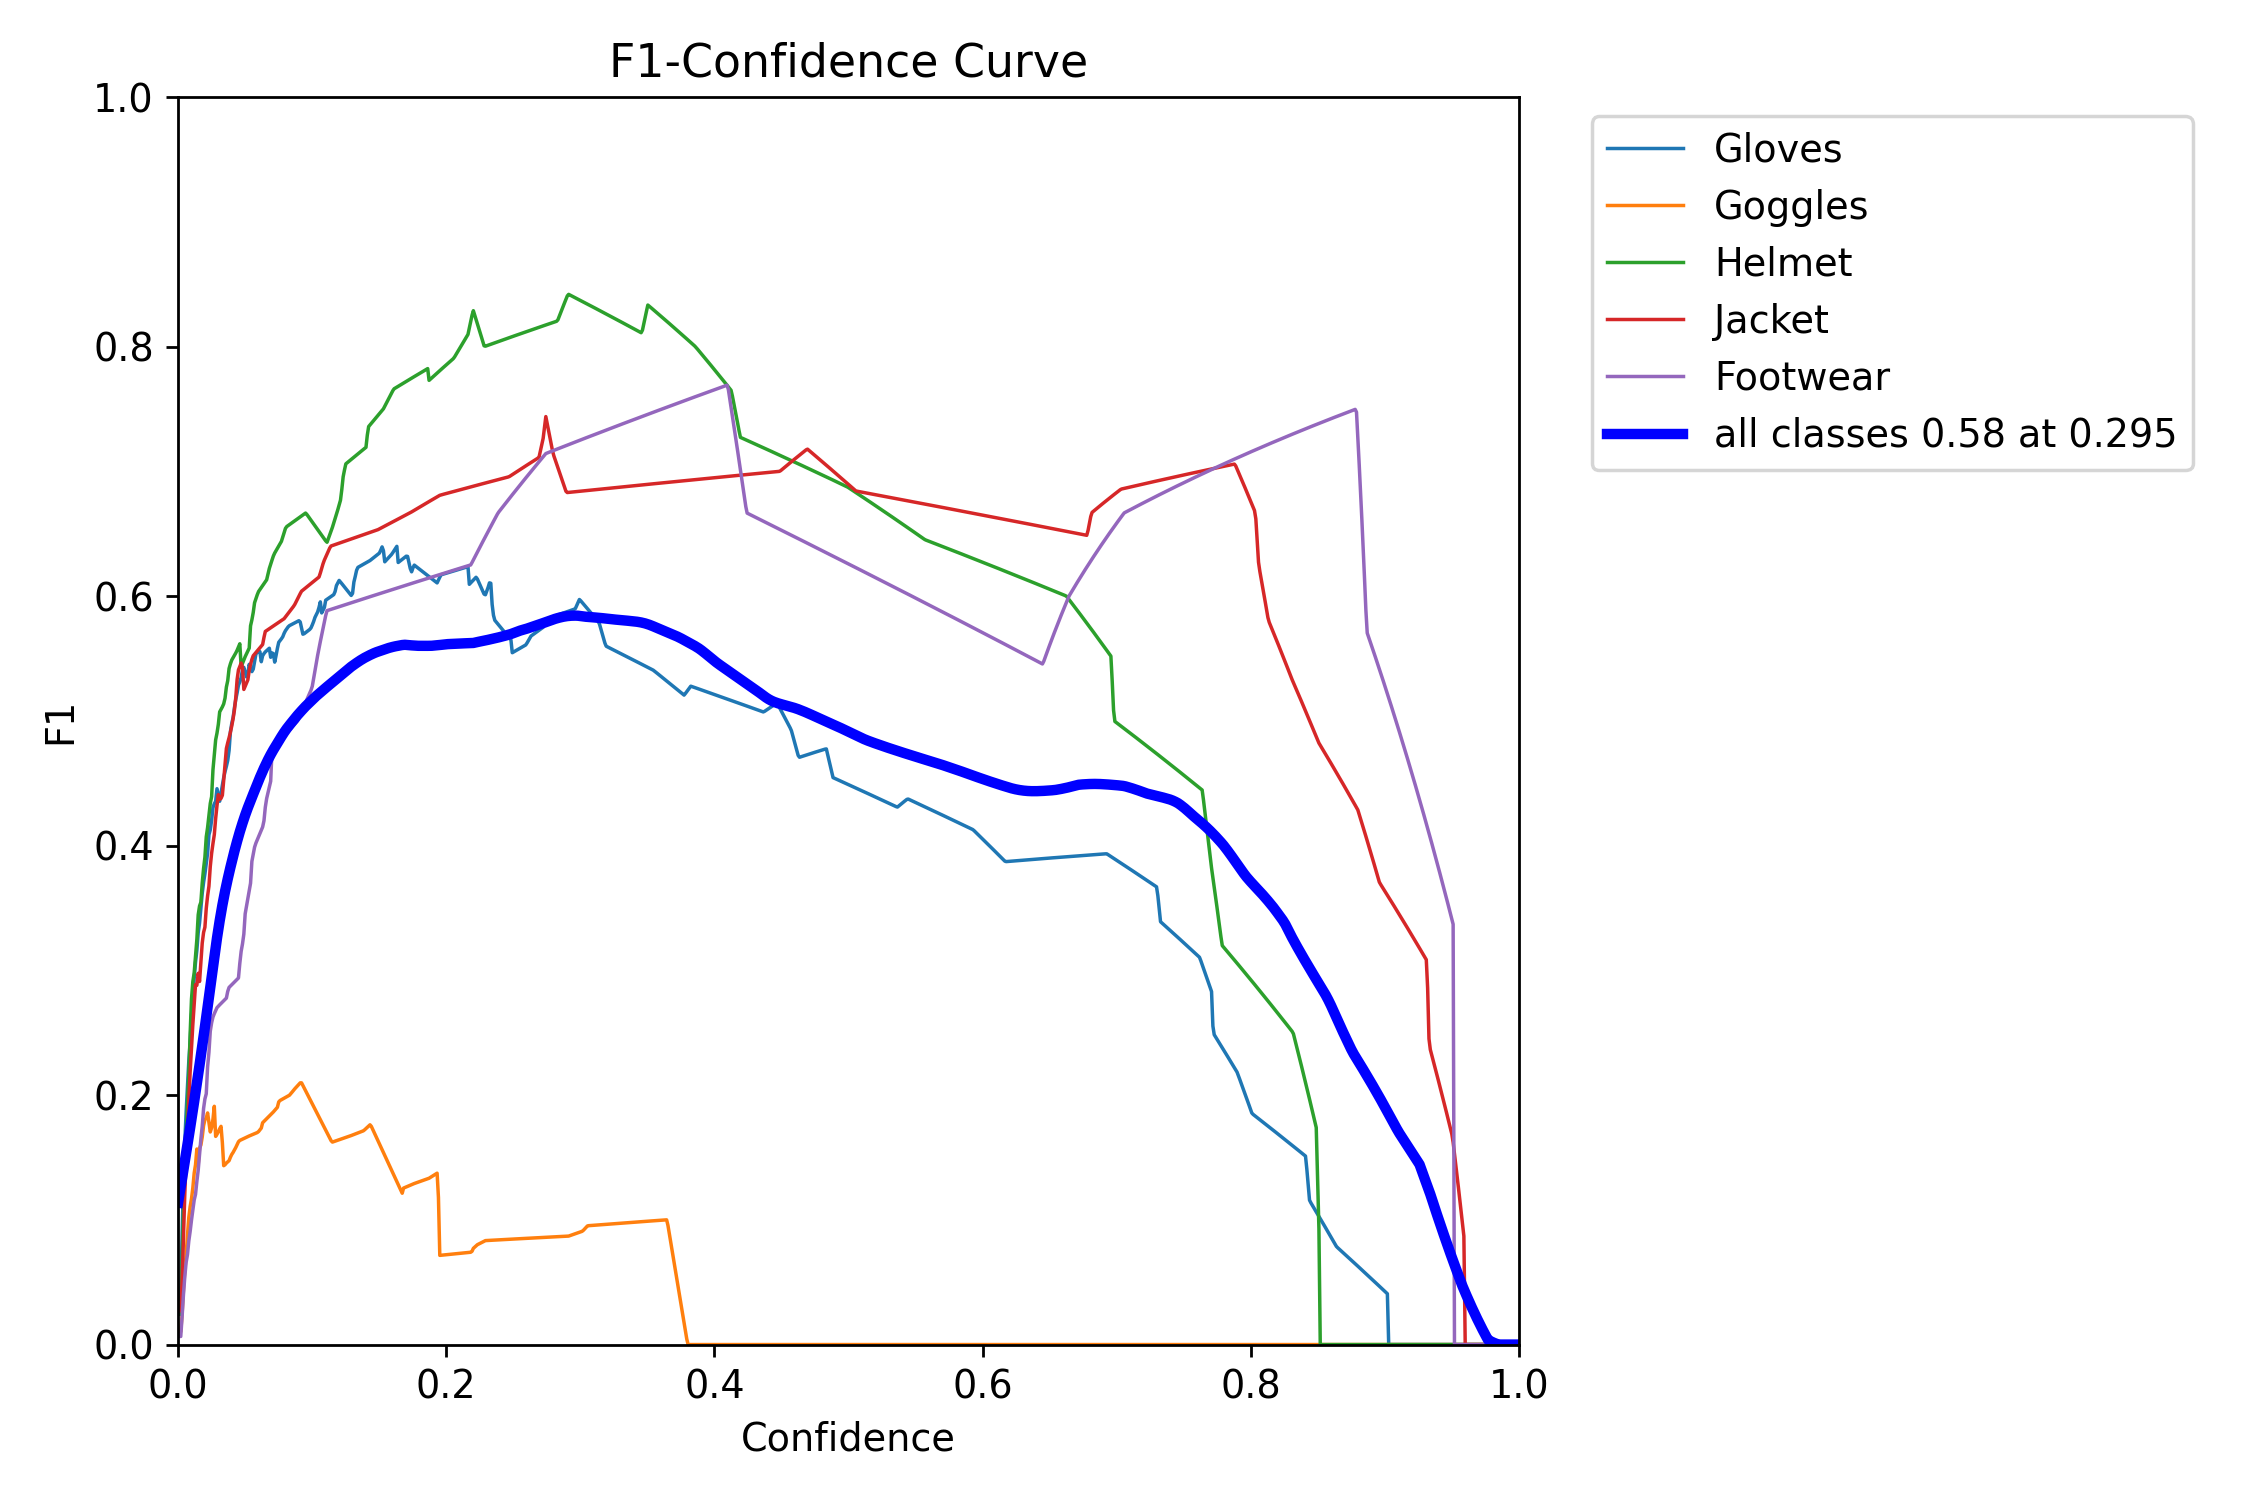 F1-Confidence Curve
1.0
0.8
0.6
0.4
0.2
0.0
F1
0.0 0.2 0.4 0.6 0.8 1.0
Confidence
Gloves
Goggles
Helmet
Jacket
Footwear
all classes 0.58 at 0.295